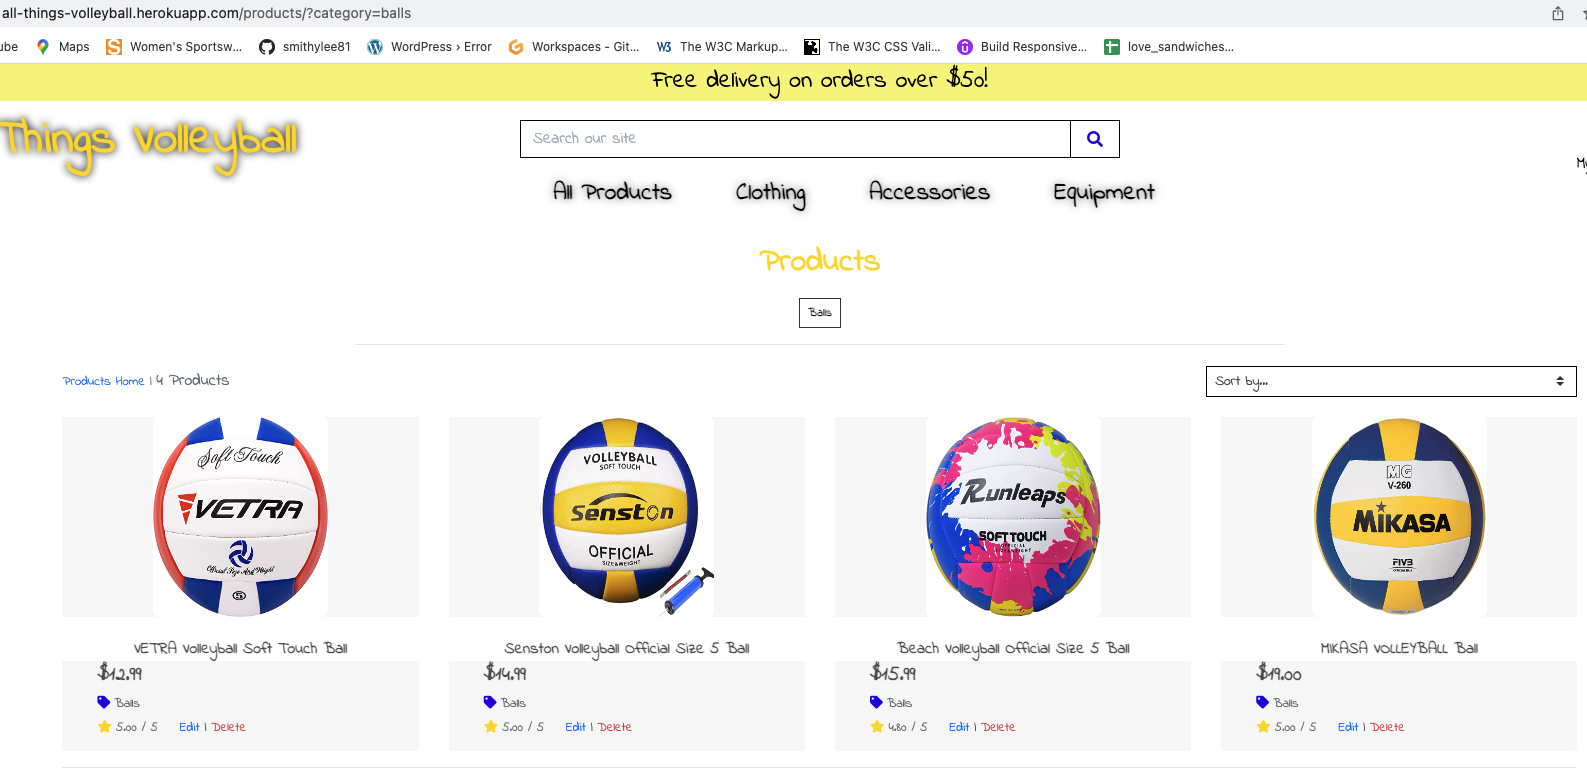 all-things-volleyball.herokuapp.com/products/?category=balls
ube Maps Women's Sportsw... smithylee81 WordPress › Error Workspaces - Git... The W3C Markup... The W3C CSS Vali... Build Responsive... love_sandwiches...
Free delivery on orders over $50!
Things Volleyball
Search our site
My
All Products Clothing Accessories Equipment
Products
Balls
Products Home | 4 Products
Sort by...
Soft Touch
VETRA
Official Size And Weight
5
VOLLEYBALL
SOFT TOUCH
Senston
OFFICIAL
SIZE&WEIGHT
Runleaps
SOFT TOUCH
OFFICIAL
SIZE&WEIGHT
MG
V-260
MIKASA
FIVB
VETRA Volleyball Soft Touch Ball
$12.99
Balls
5.00 / 5 Edit | Delete
Senston Volleyball Official Size 5 Ball
$14.99
Balls
5.00 / 5 Edit | Delete
Beach Volleyball Official Size 5 Ball
$15.99
Balls
4.80 / 5 Edit | Delete
MIKASA VOLLEYBALL Ball
$19.00
Balls
5.00 / 5 Edit | Delete